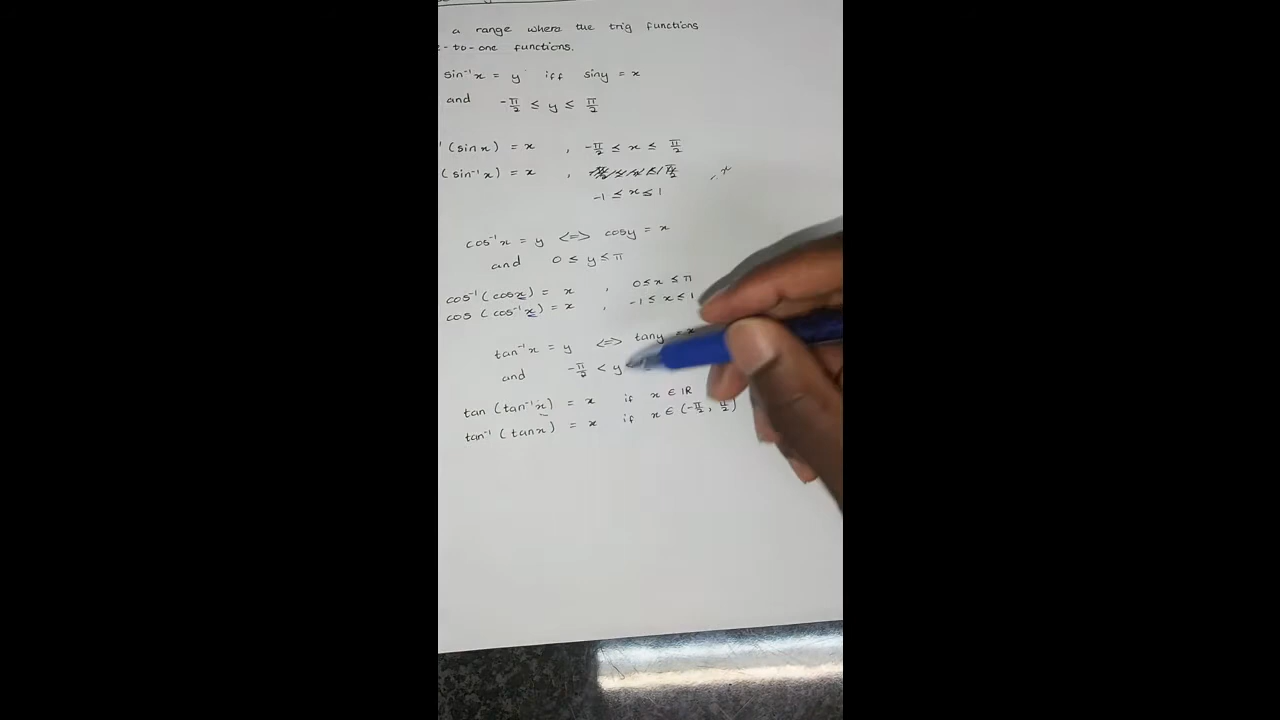 a range where the trig functions
-to-one functions.
sin⁻¹x = y iff siny = x
and -π/2 ≤ y ≤ π/2
⁻¹(sinx) = x , -π/2 ≤ x ≤ π/2
(sin⁻¹x) = x ,
-1 ≤ x ≤ 1
cos⁻¹x = y <=> cosy = x
and 0 ≤ y ≤ π
cos⁻¹(cosx) = x , 0 ≤ x ≤ π
cos(cos⁻¹x) = x , -1 ≤ x ≤ 1
tan⁻¹x = y <=> tany = x
and -π/2 < y
tan(tan⁻¹x) = x if x ∈ ℝ
tan⁻¹(tanx) = x if x ∈ (-π/2, π/2)